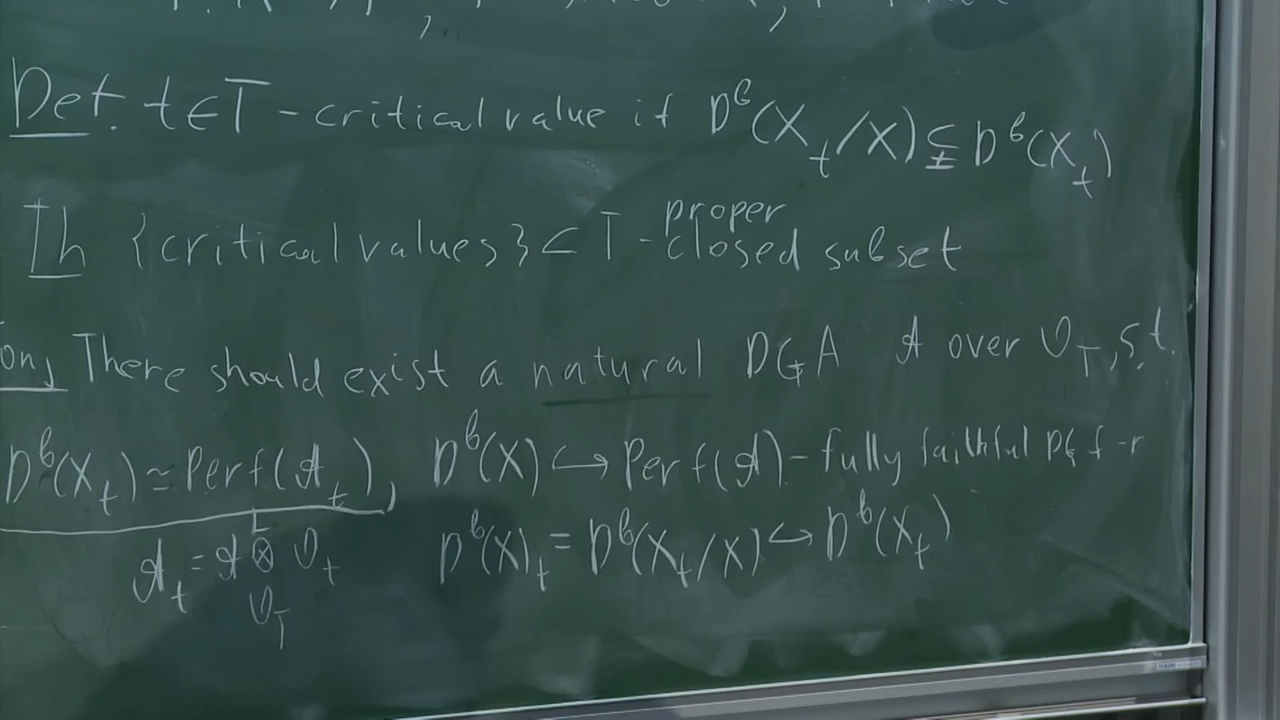 Def. t∈T - critical value if D^b(X_t/X) ⊊ D^b(X_t)
Th {critical values} ⊂ T - proper closed subset
There should exist a natural DGA 𝒜 over 𝒪_T, s.t.
D^b(X_t) ≃ Perf(𝒜_t), D^b(X) ↪ Perf(𝒜) - fully faithful DG f-r
𝒜_t = 𝒜 ⊗^L_{𝒪_T} 𝒪_t D^b(X)_t = D^b(X_t/X) ↪ D^b(X_t)